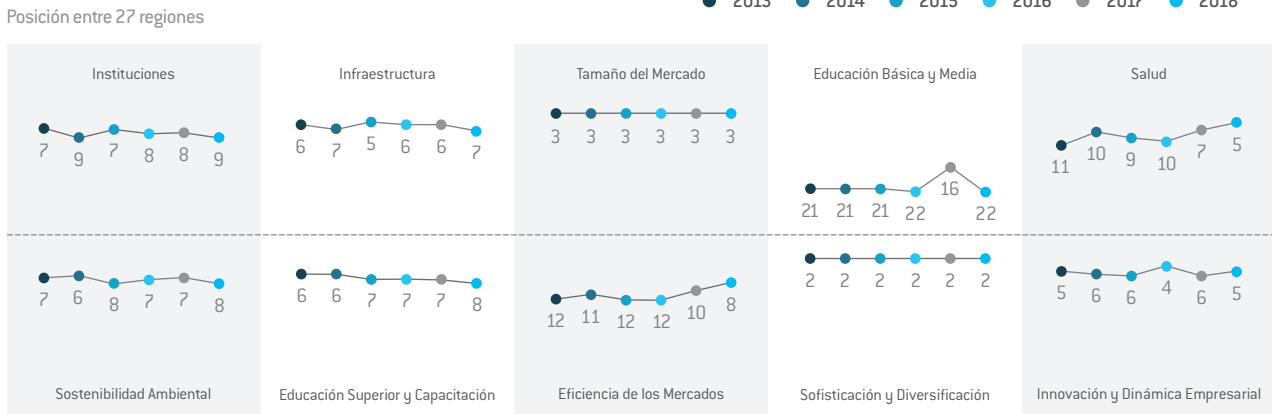 2013 2014 2015 2016 2017 2018
Posición entre 27 regiones
Instituciones
7 9 7 8 8 9
Infraestructura
6 7 5 6 6 7
Tamaño del Mercado
3 3 3 3 3 3
Educación Básica y Media
21 21 21 22 16 22
Salud
11 10 9 10 7 5
7 6 8 7 7 8
Sostenibilidad Ambiental
6 6 7 7 7 8
Educación Superior y Capacitación
12 11 12 12 10 8
Eficiencia de los Mercados
2 2 2 2 2 2
Sofisticación y Diversificación
5 6 6 4 6 5
Innovación y Dinámica Empresarial